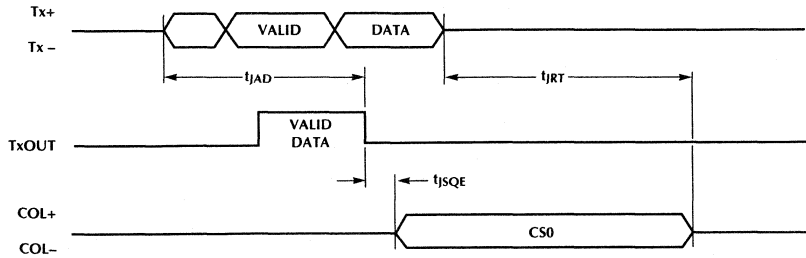 Tx+
Tx –
VALID
DATA
tJAD
tJRT
TxOUT
VALID
DATA
tJSQE
COL+
COL–
CS0